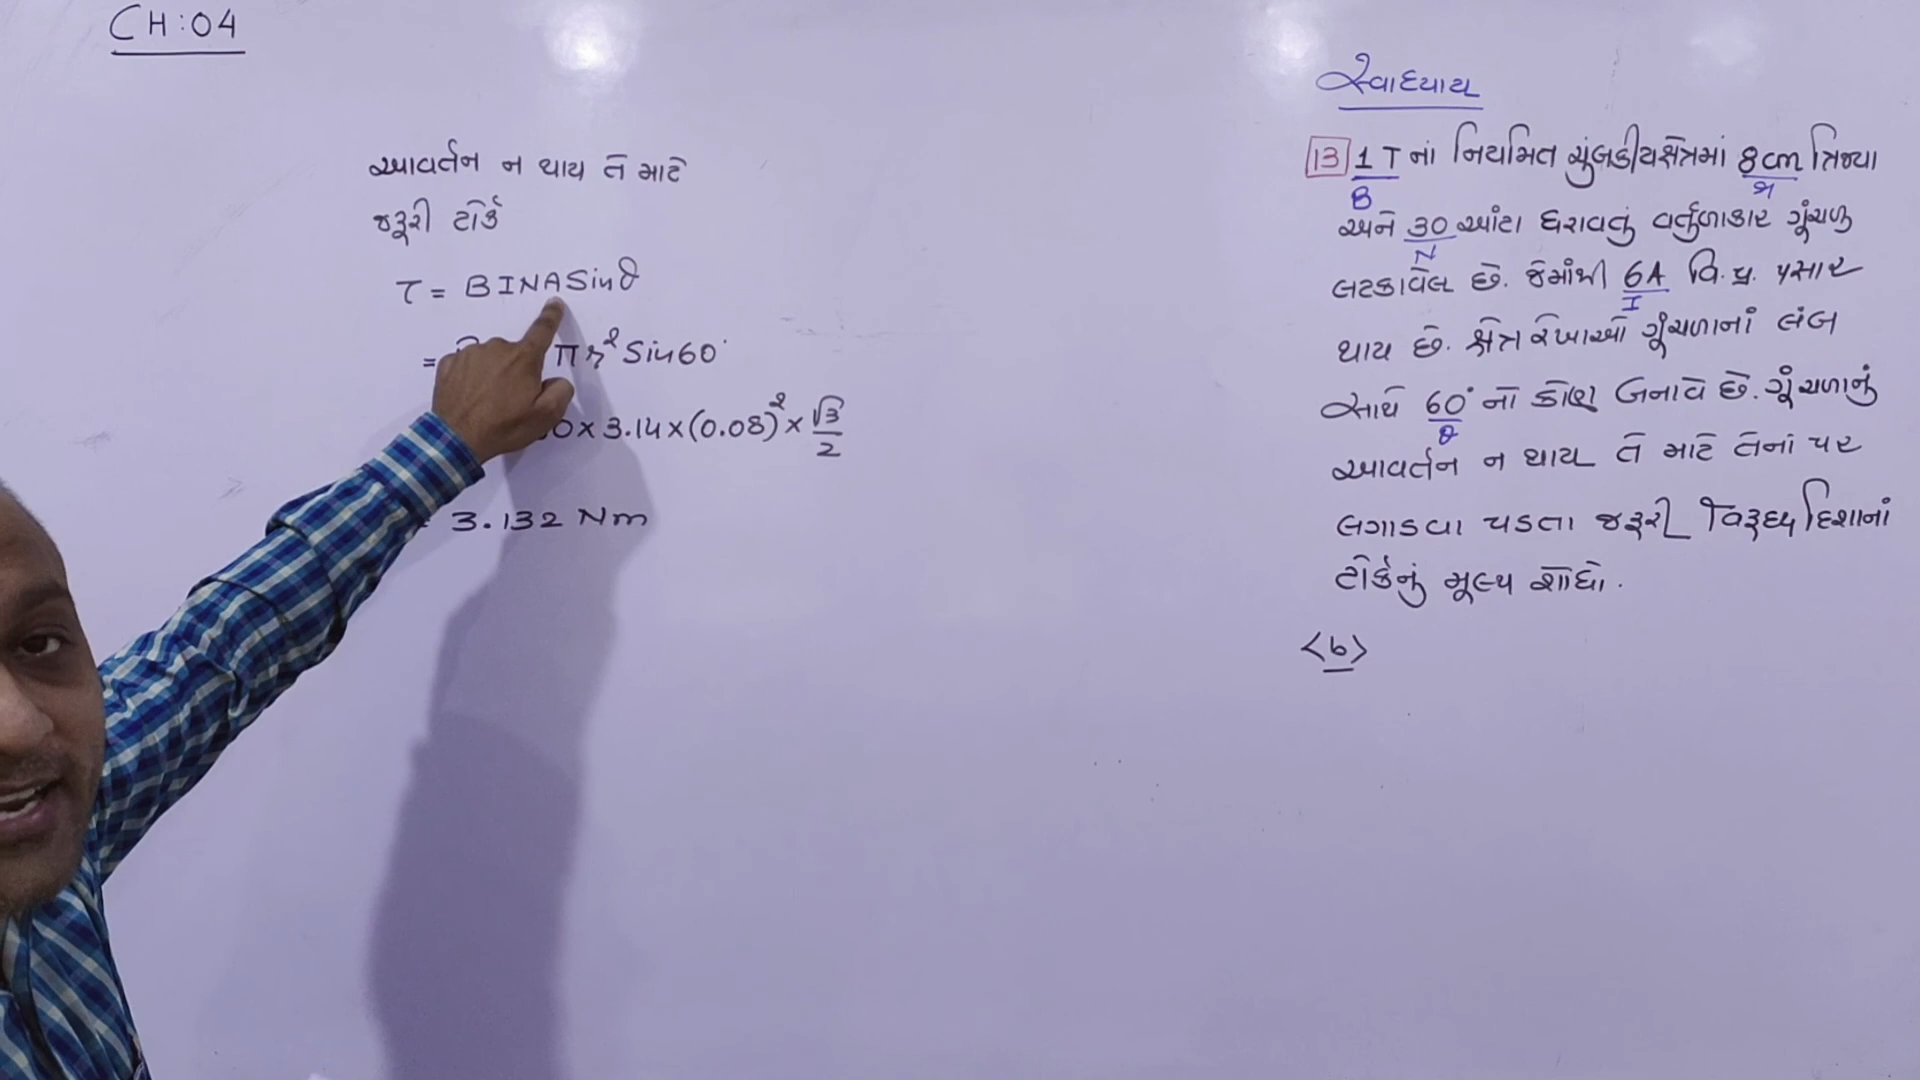 CH:04
આવર્તન ન થાય તે માટે
જરૂરી ટોર્ક
τ = BINASinθ
= πr² Sin60°
0 × 3.14 × (0.08)² × √3/2
= 3.132 Nm
સ્વાધ્યાય
13 1 T નાં નિયમિત ચુંબકીયક્ષેત્રમાં 8cm ત્રિજ્યા
B r
અને 30 આંટા ધરાવતું વર્તુળાકાર ગૂંચળુ
N
લટકાવેલ છે. જેમાંથી 6A વિ. પ્ર. પસાર
I
થાય છે. ક્ષેત્ર રેખાઓ ગૂંચળાનાં લંબ
સાથે 60° નો કોણ બનાવે છે. ગૂંચળાનું
θ
આવર્તન ન થાય તે માટે તેનાં પર
લગાડવા પડતા જરૂરી વિરૂધ્ધ દિશાનાં
ટોર્કનું મૂલ્ય શોધો.
<b>